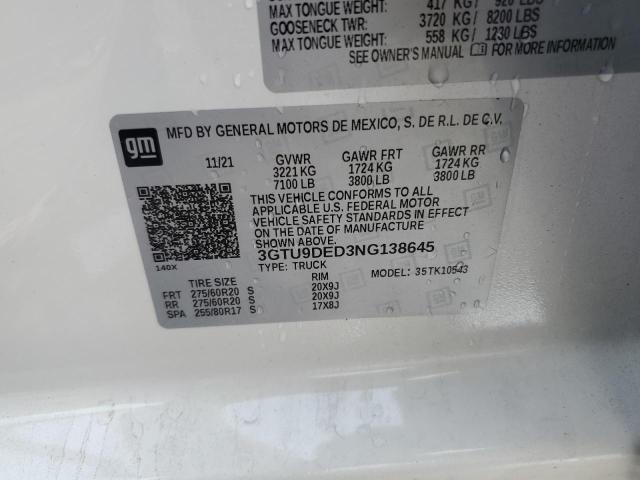 MAX TONGUE WEIGHT: 417 KG/ 920 LBS
GOOSENECK TWR: 3720 KG/ 8200 LBS
MAX TONGUE WEIGHT: 558 KG/ 1230 LBS
SEE OWNER'S MANUAL FOR MORE INFORMATION
gm
MFD BY GENERAL MOTORS DE MEXICO, S. DE R.L. DE C.V.
11/21 GVWR GAWR FRT GAWR RR
3221 KG 1724 KG 1724 KG
7100 LB 3800 LB 3800 LB
THIS VEHICLE CONFORMS TO ALL
APPLICABLE U.S. FEDERAL MOTOR
VEHICLE SAFETY STANDARDS IN EFFECT
ON THE DATE OF MANUFACTURE
SHOWN ABOVE.
3GTU9DED3NG138645
140X TYPE: TRUCK MODEL: 35TK10543
TIRE SIZE RIM
FRT 275/60R20 S 20X9J
RR 275/60R20 S 20X9J
SPA 255/80R17 S 17X8J